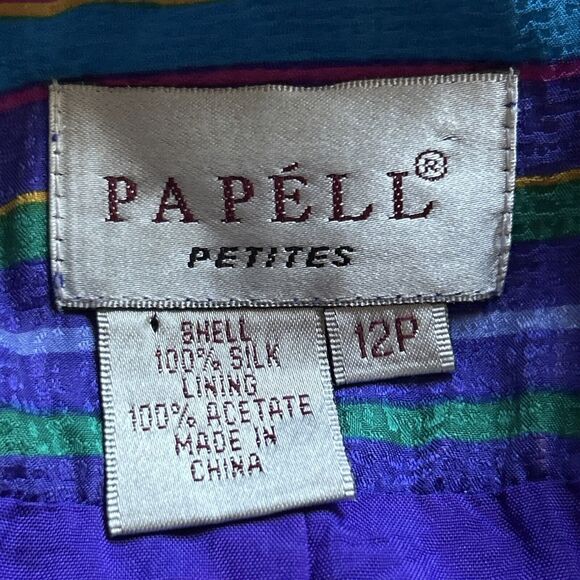 PAPÉLL®
PETITES
SHELL
100% SILK
LINING
100% ACETATE
MADE IN
CHINA
12P